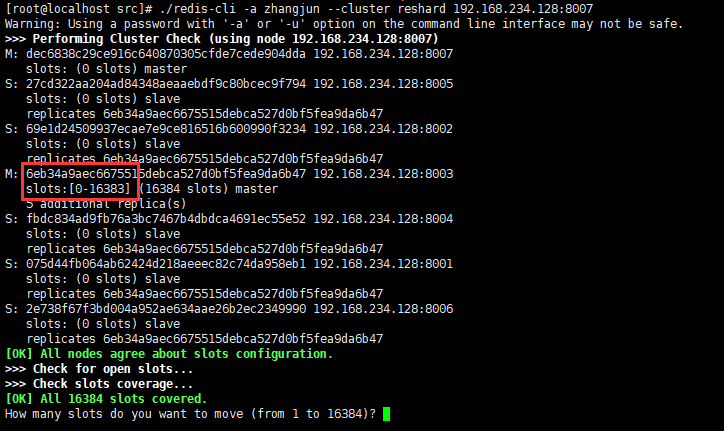 [root@localhost src]# ./redis-cli -a zhangjun --cluster reshard 192.168.234.128:8007
Warning: Using a password with '-a' or '-u' option on the command line interface may not be safe.
>>> Performing Cluster Check (using node 192.168.234.128:8007)
M: dec6838c29ce916c640870305cfde7cede904dda 192.168.234.128:8007
   slots: (0 slots) master
S: 27cd322aa204ad84348aeaaebdf9c80bcec9f794 192.168.234.128:8005
   slots: (0 slots) slave
   replicates 6eb34a9aec6675515debca527d0bf5fea9da6b47
S: 69e1d24509937ecae7e9ce816516b600990f3234 192.168.234.128:8002
   slots: (0 slots) slave
   replicates 6eb34a9aec6675515debca527d0bf5fea9da6b47
M: 6eb34a9aec6675515debca527d0bf5fea9da6b47 192.168.234.128:8003
   slots:[0-16383] (16384 slots) master
   5 additional replica(s)
S: fbdc834ad9fb76a3bc7467b4dbdca4691ec55e52 192.168.234.128:8004
   slots: (0 slots) slave
   replicates 6eb34a9aec6675515debca527d0bf5fea9da6b47
S: 075d44fb064ab62424d218aeeec82c74da958eb1 192.168.234.128:8001
   slots: (0 slots) slave
   replicates 6eb34a9aec6675515debca527d0bf5fea9da6b47
S: 2e738f67f3bd004a952ae634aae26b2ec2349990 192.168.234.128:8006
   slots: (0 slots) slave
   replicates 6eb34a9aec6675515debca527d0bf5fea9da6b47
[OK] All nodes agree about slots configuration.
>>> Check for open slots...
>>> Check slots coverage...
[OK] All 16384 slots covered.
How many slots do you want to move (from 1 to 16384)?